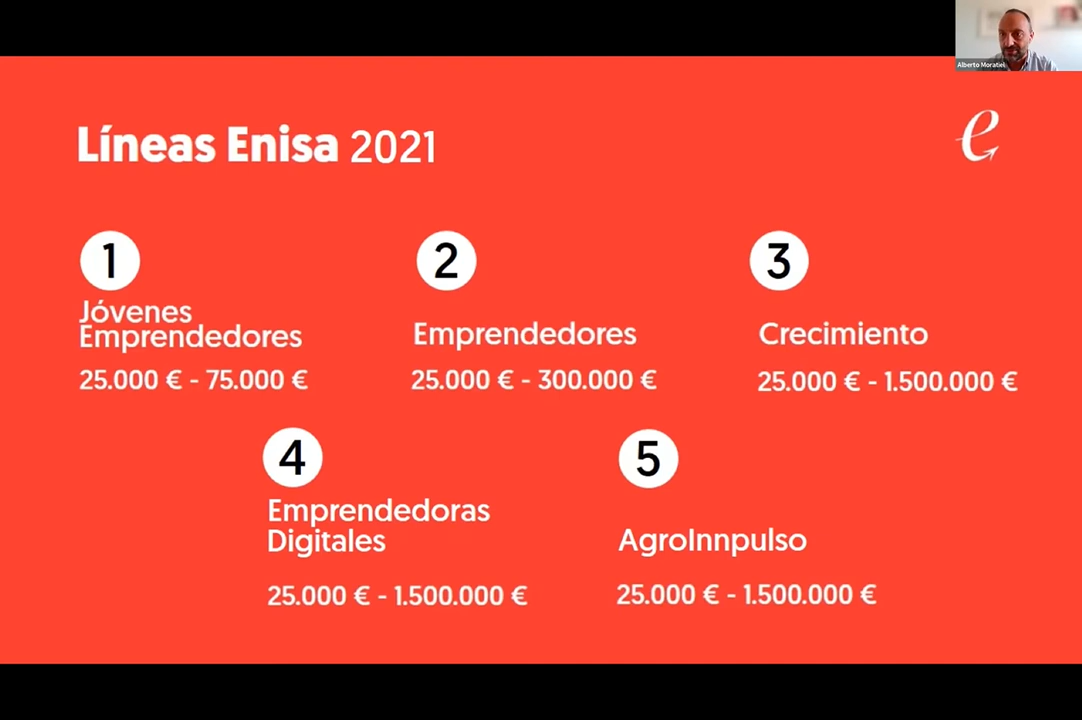 Alberto Moratiel
Líneas Enisa 2021
1
Jóvenes
Emprendedores
25.000 € - 75.000 €
2
Emprendedores
25.000 € - 300.000 €
3
Crecimiento
25.000 € - 1.500.000 €
4
Emprendedoras
Digitales
25.000 € - 1.500.000 €
5
AgroInnpulso
25.000 € - 1.500.000 €